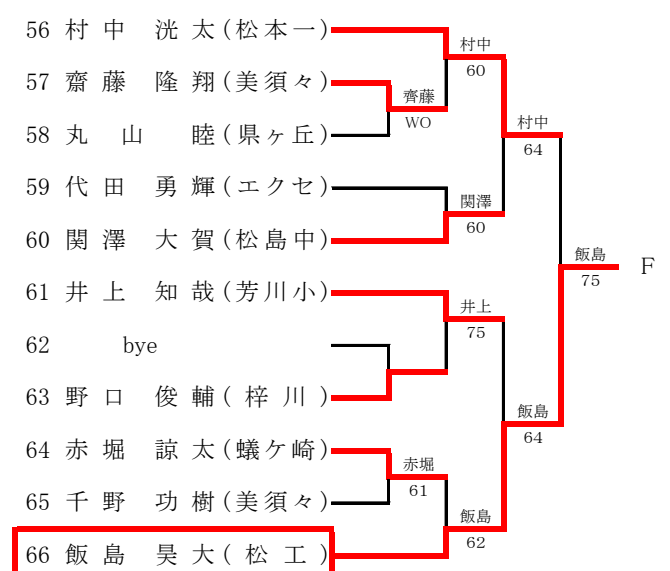 56 村中 洸太(松本一)
57 齋藤 隆翔(美須々)
58 丸山 睦(県ヶ丘)
59 代田 勇輝(エクセ)
60 関澤 大賀(松島中)
61 井上 知哉(芳川小)
62 bye
63 野口 俊輔(梓川)
64 赤堀 諒太(蟻ケ崎)
65 千野 功樹(美須々)
66 飯島 昊大(松工)
齊藤
WO
赤堀
61
村中
60
関澤
60
井上
75
飯島
62
村中
64
飯島
64
飯島
75
F